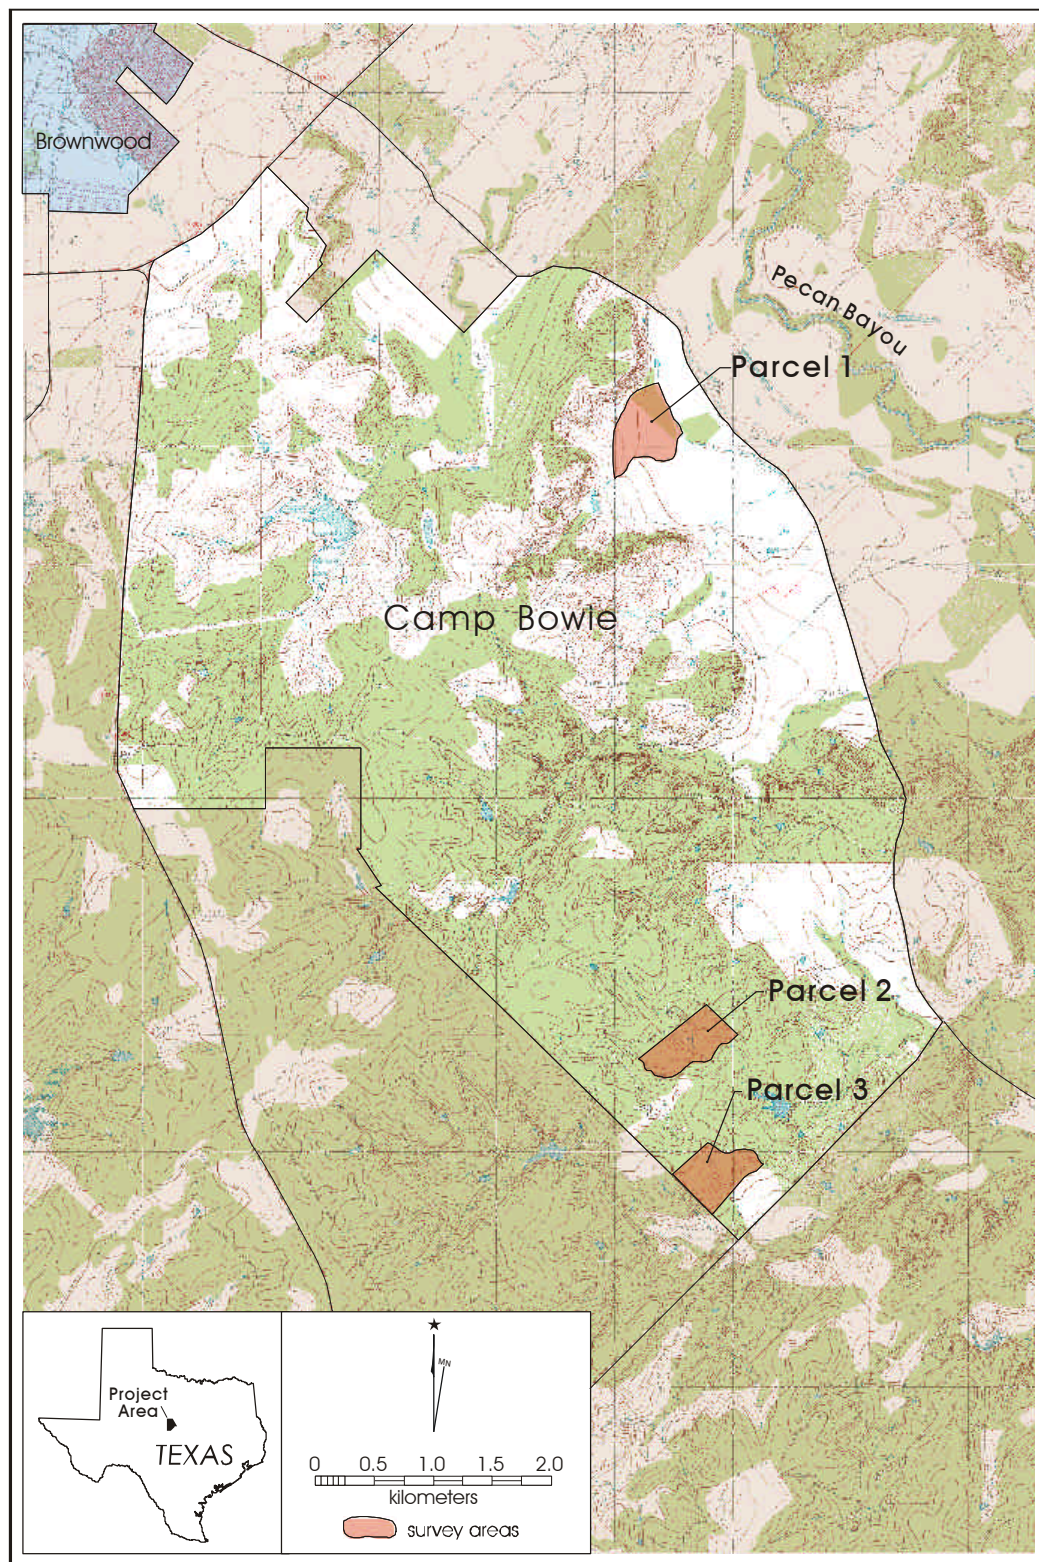 Brownwood
Pecan Bayou
Parcel 1
Camp Bowie
Parcel 2
Parcel 3
Project
Area
TEXAS
MN
0 0.5 1.0 1.5 2.0
kilometers
survey areas